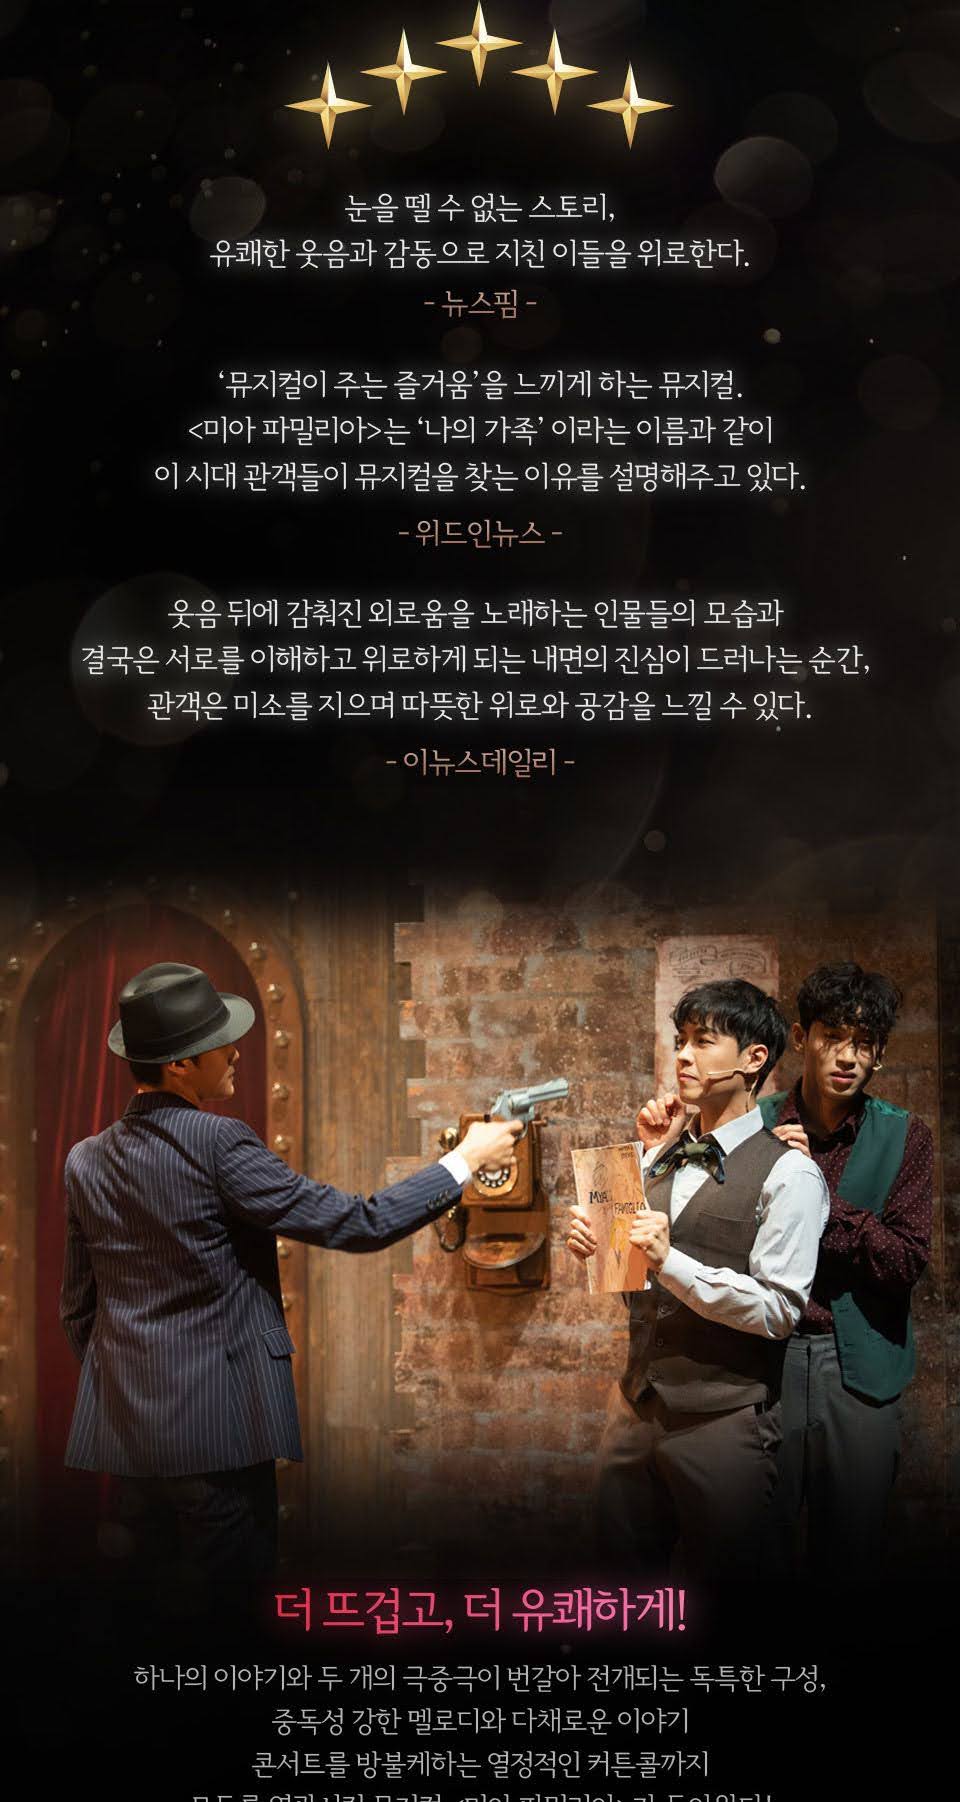 눈을 뗄 수 없는 스토리,
유쾌한 웃음과 감동으로 지친 이들을 위로한다.
- 뉴스핌 -
‘뮤지컬이 주는 즐거움’을 느끼게 하는 뮤지컬.
<미아 파밀리아>는 ‘나의 가족’ 이라는 이름과 같이
이 시대 관객들이 뮤지컬을 찾는 이유를 설명해주고 있다.
- 위드인뉴스 -
웃음 뒤에 감춰진 외로움을 노래하는 인물들의 모습과
결국은 서로를 이해하고 위로하게 되는 내면의 진심이 드러나는 순간,
관객은 미소를 지으며 따뜻한 위로와 공감을 느낄 수 있다.
- 이뉴스데일리 -
더 뜨겁고, 더 유쾌하게!
하나의 이야기와 두 개의 극중극이 번갈아 전개되는 독특한 구성,
중독성 강한 멜로디와 다채로운 이야기
콘서트를 방불케하는 열정적인 커튼콜까지